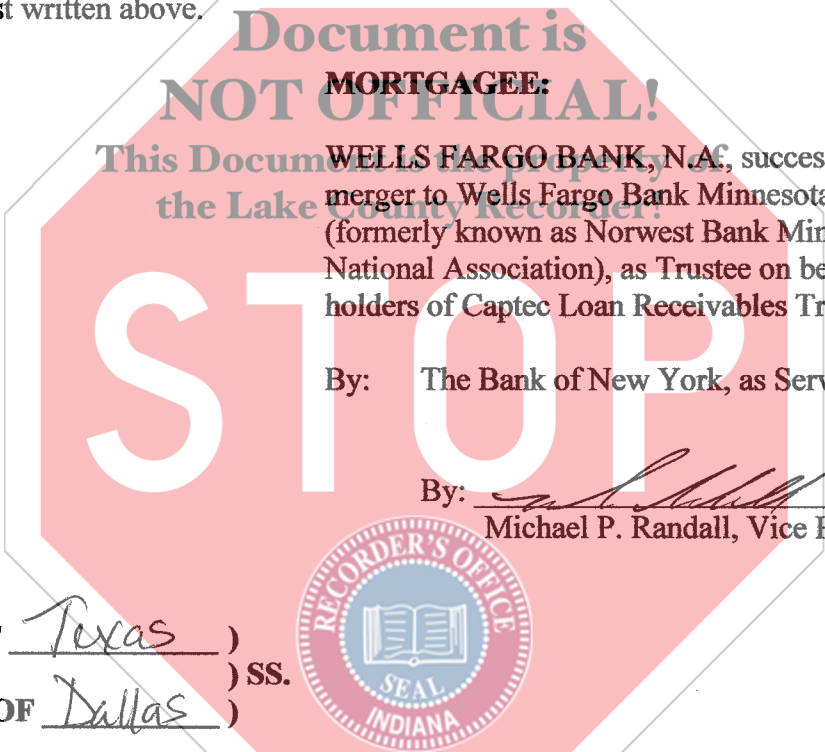 st written above.
Document is
NOT OFFICIAL!
MORTGAGEE:
This Document is the property of
the Lake County Recorder!
WELLS FARGO BANK, N.A., succes
merger to Wells Fargo Bank Minnesota
(formerly known as Norwest Bank Min
National Association), as Trustee on be
holders of Captec Loan Receivables Tr
STOP
By: The Bank of New York, as Serv
By:
Michael P. Randall, Vice P
RECORDER'S OFFICE
SEAL
INDIANA
Texas )
) SS.
OF Dallas )